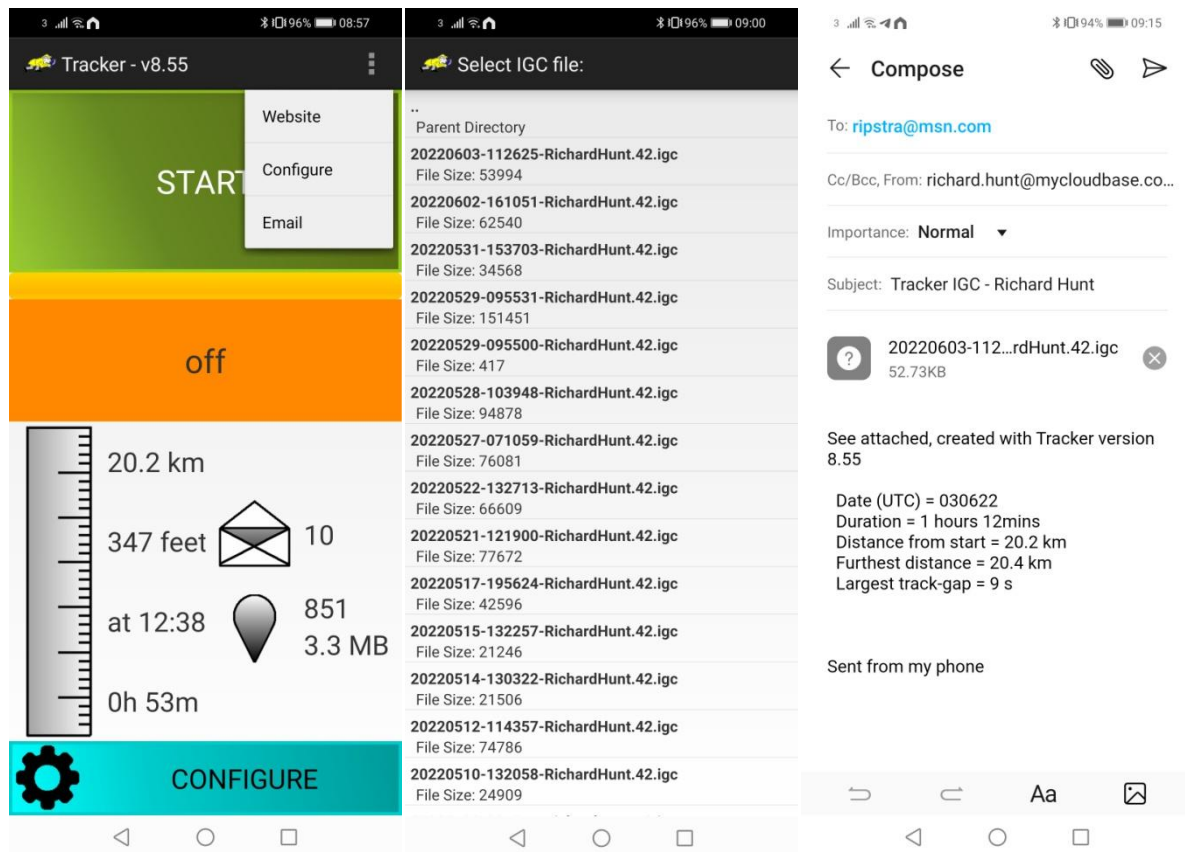 3 96% 08:57
Tracker - v8.55
Website
START
Configure
Email
off
20.2 km
347 feet
10
at 12:38
851
3.3 MB
0h 53m
CONFIGURE
3 96% 09:00
Select IGC file:
..
Parent Directory
20220603-112625-RichardHunt.42.igc
File Size: 53994
20220602-161051-RichardHunt.42.igc
File Size: 62540
20220531-153703-RichardHunt.42.igc
File Size: 34568
20220529-095531-RichardHunt.42.igc
File Size: 151451
20220529-095500-RichardHunt.42.igc
File Size: 417
20220528-103948-RichardHunt.42.igc
File Size: 94878
20220527-071059-RichardHunt.42.igc
File Size: 76081
20220522-132713-RichardHunt.42.igc
File Size: 66609
20220521-121900-RichardHunt.42.igc
File Size: 77672
20220517-195624-RichardHunt.42.igc
File Size: 42596
20220515-132257-RichardHunt.42.igc
File Size: 21246
20220514-130322-RichardHunt.42.igc
File Size: 21506
20220512-114357-RichardHunt.42.igc
File Size: 74786
20220510-132058-RichardHunt.42.igc
File Size: 24909
3 94% 09:15
Compose
To: ripstra@msn.com
Cc/Bcc, From: richard.hunt@mycloudbase.co...
Importance: Normal
Subject: Tracker IGC - Richard Hunt
20220603-112...rdHunt.42.igc
52.73KB
See attached, created with Tracker version
8.55
Date (UTC) = 030622
Duration = 1 hours 12mins
Distance from start = 20.2 km
Furthest distance = 20.4 km
Largest track-gap = 9 s
Sent from my phone
Aa